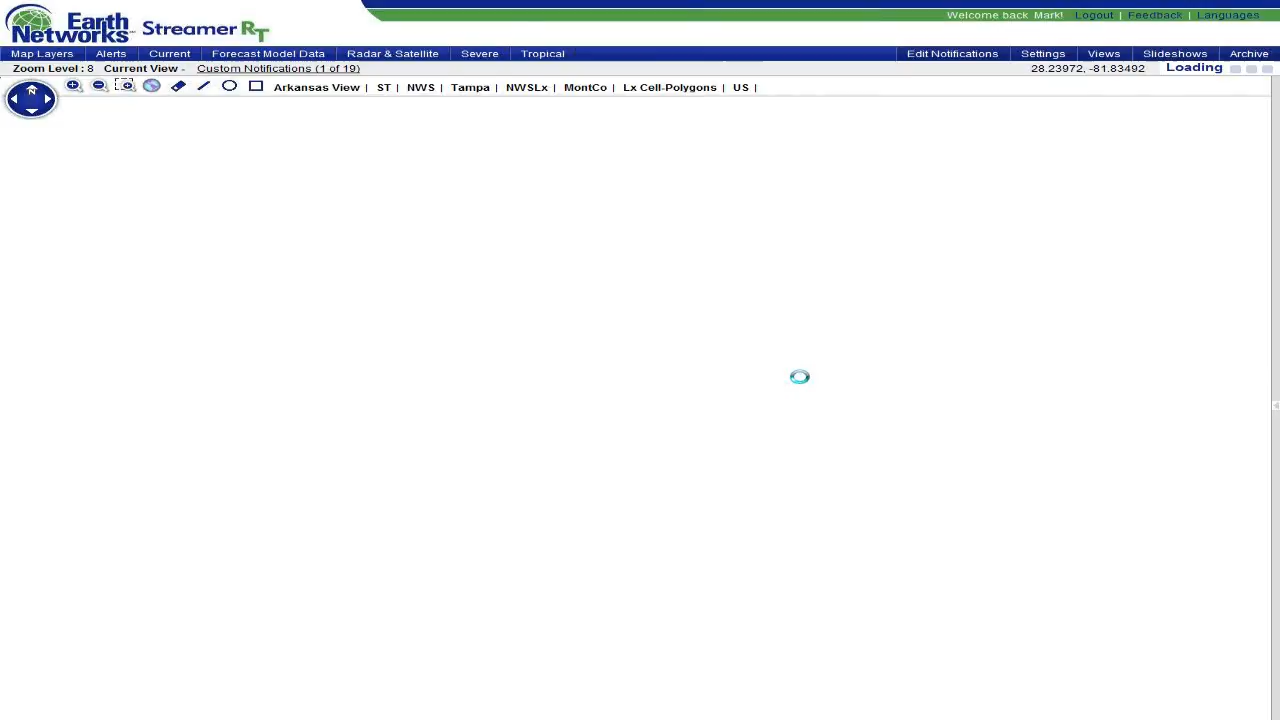 Earth
Networks
Streamer RT
Welcome back Mark! Logout | Feedback | Languages
Map Layers Alerts Current Forecast Model Data Radar & Satellite Severe Tropical Edit Notifications Settings Views Slideshows Archive
Zoom Level : 8 Current View - Custom Notifications (1 of 19) 28.23972, -81.83492 Loading
Arkansas View | ST | NWS | Tampa | NWSLx | MontCo | Lx Cell-Polygons | US |